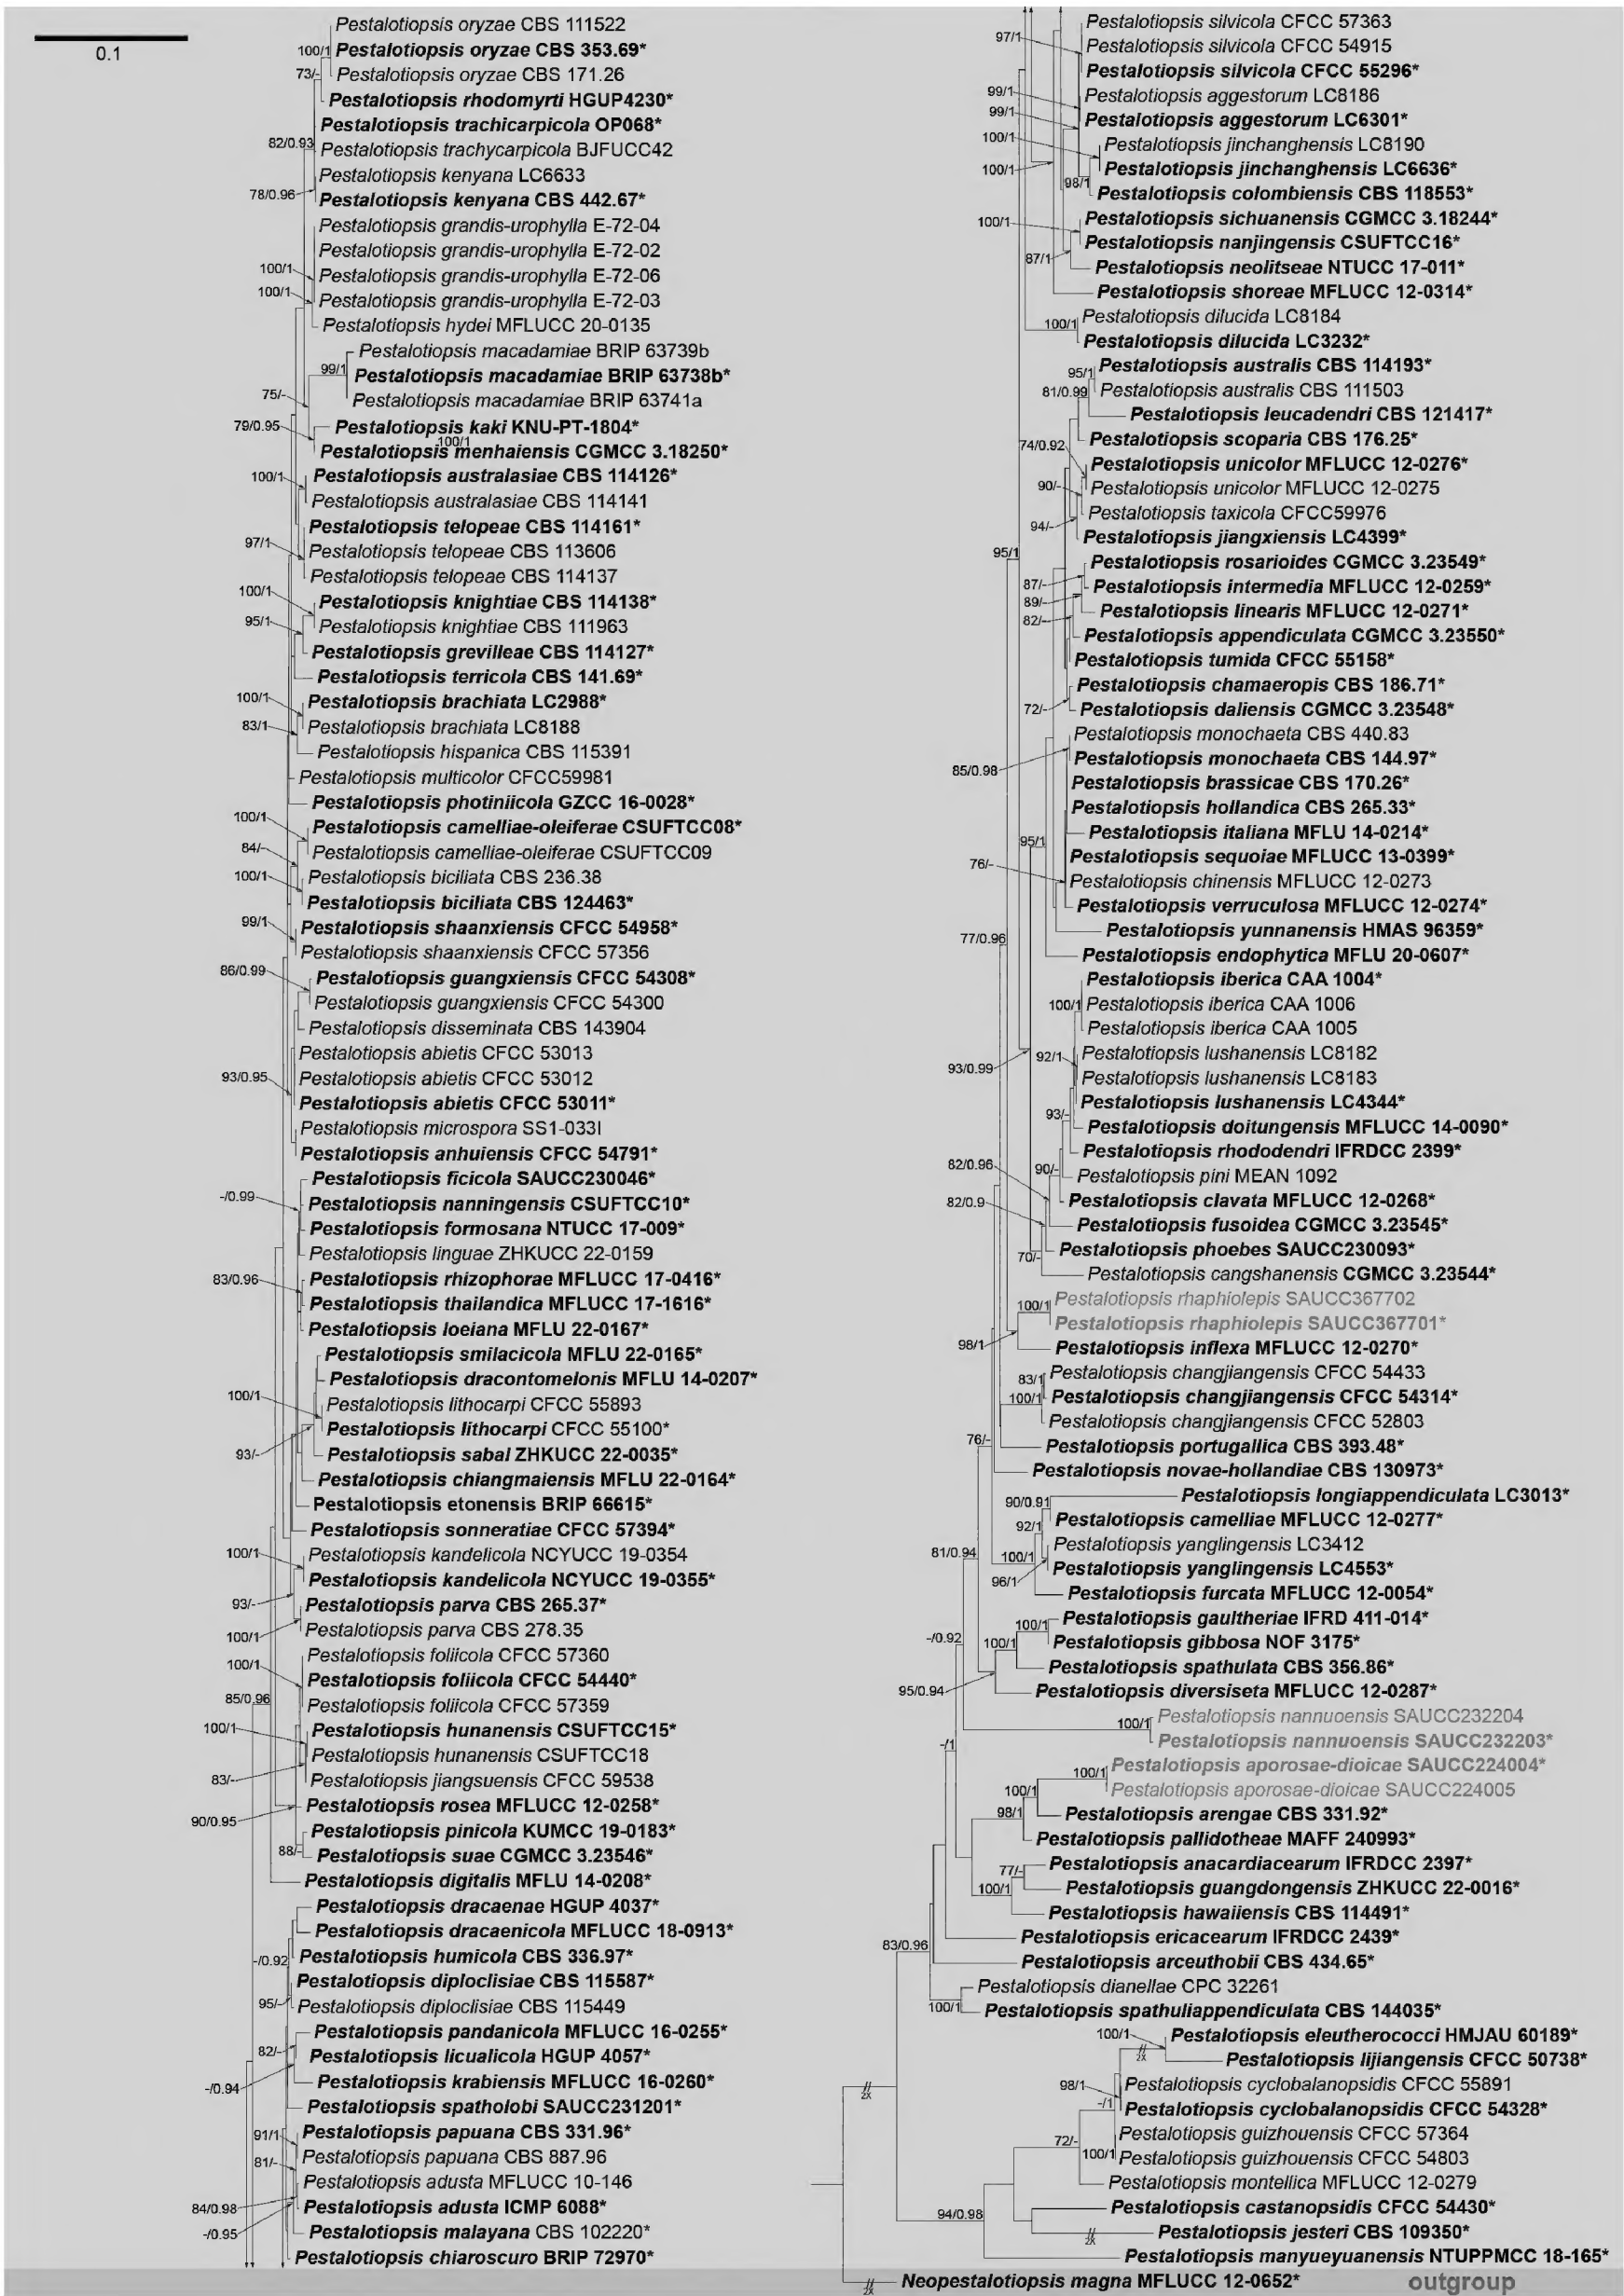 0.1
Pestalotiopsis oryzae CBS 111522
100/1
Pestalotiopsis oryzae CBS 353.69*
73/-
Pestalotiopsis oryzae CBS 171.26
Pestalotiopsis rhodomyrti HGUP4230*
Pestalotiopsis trachicarpicola OP068*
82/0.93
Pestalotiopsis trachycarpicola BJFUCC42
Pestalotiopsis kenyana LC6633
78/0.96
Pestalotiopsis kenyana CBS 442.67*
Pestalotiopsis grandis-urophylla E-72-04
Pestalotiopsis grandis-urophylla E-72-02
100/1
Pestalotiopsis grandis-urophylla E-72-06
100/1
Pestalotiopsis grandis-urophylla E-72-03
Pestalotiopsis hydei MFLUCC 20-0135
Pestalotiopsis macadamiae BRIP 63739b
99/1
Pestalotiopsis macadamiae BRIP 63738b*
75/-
Pestalotiopsis macadamiae BRIP 63741a
79/0.95
Pestalotiopsis kaki KNU-PT-1804*
100/1
Pestalotiopsis menhaiensis CGMCC 3.18250*
100/1
Pestalotiopsis australasiae CBS 114126*
Pestalotiopsis australasiae CBS 114141
Pestalotiopsis telopeae CBS 114161*
97/1
Pestalotiopsis telopeae CBS 113606
Pestalotiopsis telopeae CBS 114137
100/1
Pestalotiopsis knightiae CBS 114138*
95/1
Pestalotiopsis knightiae CBS 111963
Pestalotiopsis grevilleae CBS 114127*
Pestalotiopsis terricola CBS 141.69*
100/1
Pestalotiopsis brachiata LC2988*
83/1
Pestalotiopsis brachiata LC8188
Pestalotiopsis hispanica CBS 115391
Pestalotiopsis multicolor CFCC59981
Pestalotiopsis photiniicola GZCC 16-0028*
100/1
Pestalotiopsis camelliae-oleiferae CSUFTCC08*
84/-
Pestalotiopsis camelliae-oleiferae CSUFTCC09
100/1
Pestalotiopsis biciliata CBS 236.38
Pestalotiopsis biciliata CBS 124463*
99/1
Pestalotiopsis shaanxiensis CFCC 54958*
Pestalotiopsis shaanxiensis CFCC 57356
86/0.99
Pestalotiopsis guangxiensis CFCC 54308*
Pestalotiopsis guangxiensis CFCC 54300
Pestalotiopsis disseminata CBS 143904
Pestalotiopsis abietis CFCC 53013
93/0.95
Pestalotiopsis abietis CFCC 53012
Pestalotiopsis abietis CFCC 53011*
Pestalotiopsis microspora SS1-033I
Pestalotiopsis anhuiensis CFCC 54791*
Pestalotiopsis ficicola SAUCC230046*
-/0.99
Pestalotiopsis nanningensis CSUFTCC10*
Pestalotiopsis formosana NTUCC 17-009*
Pestalotiopsis linguae ZHKUCC 22-0159
83/0.96
Pestalotiopsis rhizophorae MFLUCC 17-0416*
Pestalotiopsis thailandica MFLUCC 17-1616*
Pestalotiopsis loeiana MFLU 22-0167*
Pestalotiopsis smilacicola MFLU 22-0165*
Pestalotiopsis dracontomelonis MFLU 14-0207*
100/1
Pestalotiopsis lithocarpi CFCC 55893
Pestalotiopsis lithocarpi CFCC 55100*
93/-
Pestalotiopsis sabal ZHKUCC 22-0035*
Pestalotiopsis chiangmaiensis MFLU 22-0164*
Pestalotiopsis etonensis BRIP 66615*
Pestalotiopsis sonneratiae CFCC 57394*
100/1
Pestalotiopsis kandelicola NCYUCC 19-0354
Pestalotiopsis kandelicola NCYUCC 19-0355*
93/-
Pestalotiopsis parva CBS 265.37*
100/1
Pestalotiopsis parva CBS 278.35
Pestalotiopsis foliicola CFCC 57360
100/1
Pestalotiopsis foliicola CFCC 54440*
85/0.96
Pestalotiopsis foliicola CFCC 57359
100/1
Pestalotiopsis hunanensis CSUFTCC15*
Pestalotiopsis hunanensis CSUFTCC18
83/-
Pestalotiopsis jiangsuensis CFCC 59538
90/0.95
Pestalotiopsis rosea MFLUCC 12-0258*
Pestalotiopsis pinicola KUMCC 19-0183*
88/-
Pestalotiopsis suae CGMCC 3.23546*
Pestalotiopsis digitalis MFLU 14-0208*
Pestalotiopsis dracaenae HGUP 4037*
Pestalotiopsis dracaenicola MFLUCC 18-0913*
-/0.92
Pestalotiopsis humicola CBS 336.97*
Pestalotiopsis diploclisiae CBS 115587*
95/-
Pestalotiopsis diploclisiae CBS 115449
Pestalotiopsis pandanicola MFLUCC 16-0255*
82/-
Pestalotiopsis licualicola HGUP 4057*
-/0.94
Pestalotiopsis krabiensis MFLUCC 16-0260*
Pestalotiopsis spatholobi SAUCC231201*
91/1
Pestalotiopsis papuana CBS 331.96*
81/-
Pestalotiopsis papuana CBS 887.96
Pestalotiopsis adusta MFLUCC 10-146
84/0.98
Pestalotiopsis adusta ICMP 6088*
-/0.95
Pestalotiopsis malayana CBS 102220*
Pestalotiopsis chiaroscuro BRIP 72970*
Pestalotiopsis silvicola CFCC 57363
97/1
Pestalotiopsis silvicola CFCC 54915
Pestalotiopsis silvicola CFCC 55296*
99/1
Pestalotiopsis aggestorum LC8186
99/1
Pestalotiopsis aggestorum LC6301*
100/1
Pestalotiopsis jinchanghensis LC8190
100/1
Pestalotiopsis jinchanghensis LC6636*
98/1
Pestalotiopsis colombiensis CBS 118553*
100/1
Pestalotiopsis sichuanensis CGMCC 3.18244*
Pestalotiopsis nanjingensis CSUFTCC16*
87/1
Pestalotiopsis neolitseae NTUCC 17-011*
Pestalotiopsis shoreae MFLUCC 12-0314*
Pestalotiopsis dilucida LC8184
100/1
Pestalotiopsis dilucida LC3232*
Pestalotiopsis australis CBS 114193*
95/1
81/0.99
Pestalotiopsis australis CBS 111503
Pestalotiopsis leucadendri CBS 121417*
Pestalotiopsis scoparia CBS 176.25*
74/0.92
Pestalotiopsis unicolor MFLUCC 12-0276*
90/-
Pestalotiopsis unicolor MFLUCC 12-0275
Pestalotiopsis taxicola CFCC59976
94/-
Pestalotiopsis jiangxiensis LC4399*
95/1
Pestalotiopsis rosarioides CGMCC 3.23549*
87/-
Pestalotiopsis intermedia MFLUCC 12-0259*
89/-
Pestalotiopsis linearis MFLUCC 12-0271*
82/-
Pestalotiopsis appendiculata CGMCC 3.23550*
Pestalotiopsis tumida CFCC 55158*
Pestalotiopsis chamaeropis CBS 186.71*
72/-
Pestalotiopsis daliensis CGMCC 3.23548*
Pestalotiopsis monochaeta CBS 440.83
85/0.98
Pestalotiopsis monochaeta CBS 144.97*
Pestalotiopsis brassicae CBS 170.26*
Pestalotiopsis hollandica CBS 265.33*
95/1
Pestalotiopsis italiana MFLU 14-0214*
Pestalotiopsis sequoiae MFLUCC 13-0399*
76/-
Pestalotiopsis chinensis MFLUCC 12-0273
Pestalotiopsis verruculosa MFLUCC 12-0274*
77/0.96
Pestalotiopsis yunnanensis HMAS 96359*
Pestalotiopsis endophytica MFLU 20-0607*
Pestalotiopsis iberica CAA 1004*
100/1
Pestalotiopsis iberica CAA 1006
Pestalotiopsis iberica CAA 1005
93/0.99
92/1
Pestalotiopsis lushanensis LC8182
Pestalotiopsis lushanensis LC8183
Pestalotiopsis lushanensis LC4344*
93/-
Pestalotiopsis doitungensis MFLUCC 14-0090*
Pestalotiopsis rhododendri IFRDCC 2399*
82/0.96
90/-
Pestalotiopsis pini MEAN 1092
82/0.9
Pestalotiopsis clavata MFLUCC 12-0268*
Pestalotiopsis fusoidea CGMCC 3.23545*
70/-
Pestalotiopsis phoebes SAUCC230093*
Pestalotiopsis cangshanensis CGMCC 3.23544*
100/1
Pestalotiopsis rhaphiolepis SAUCC367702
Pestalotiopsis rhaphiolepis SAUCC367701*
98/1
Pestalotiopsis inflexa MFLUCC 12-0270*
83/1
Pestalotiopsis changjiangensis CFCC 54433
100/1
Pestalotiopsis changjiangensis CFCC 54314*
Pestalotiopsis changjiangensis CFCC 52803
76/-
Pestalotiopsis portugallica CBS 393.48*
Pestalotiopsis novae-hollandiae CBS 130973*
90/0.91
Pestalotiopsis longiappendiculata LC3013*
92/1
Pestalotiopsis camelliae MFLUCC 12-0277*
81/0.94
100/1
Pestalotiopsis yanglingensis LC3412
96/1
Pestalotiopsis yanglingensis LC4553*
Pestalotiopsis furcata MFLUCC 12-0054*
100/1
Pestalotiopsis gaultheriae IFRD 411-014*
-/0.92
100/1
Pestalotiopsis gibbosa NOF 3175*
Pestalotiopsis spathulata CBS 356.86*
95/0.94
Pestalotiopsis diversiseta MFLUCC 12-0287*
100/1
Pestalotiopsis nannuoensis SAUCC232204
-/1
Pestalotiopsis nannuoensis SAUCC232203*
100/1
Pestalotiopsis aporosae-dioicae SAUCC224004*
100/1
Pestalotiopsis aporosae-dioicae SAUCC224005
98/1
Pestalotiopsis arengae CBS 331.92*
Pestalotiopsis pallidotheae MAFF 240993*
77/-
Pestalotiopsis anacardiacearum IFRDCC 2397*
100/1
Pestalotiopsis guangdongensis ZHKUCC 22-0016*
Pestalotiopsis hawaiiensis CBS 114491*
83/0.96
Pestalotiopsis ericacearum IFRDCC 2439*
Pestalotiopsis arceuthobii CBS 434.65*
Pestalotiopsis dianellae CPC 32261
100/1
Pestalotiopsis spathuliappendiculata CBS 144035*
100/1
Pestalotiopsis eleutherococci HMJAU 60189*
2X
Pestalotiopsis lijiangensis CFCC 50738*
98/1
Pestalotiopsis cyclobalanopsidis CFCC 55891
2X
-/1
Pestalotiopsis cyclobalanopsidis CFCC 54328*
Pestalotiopsis guizhouensis CFCC 57364
72/-
100/1
Pestalotiopsis guizhouensis CFCC 54803
Pestalotiopsis montellica MFLUCC 12-0279
94/0.98
Pestalotiopsis castanopsidis CFCC 54430*
2X
Pestalotiopsis jesteri CBS 109350*
Pestalotiopsis manyueyuanensis NTUPPMCC 18-165*
2X
Neopestalotiopsis magna MFLUCC 12-0652*
outgroup